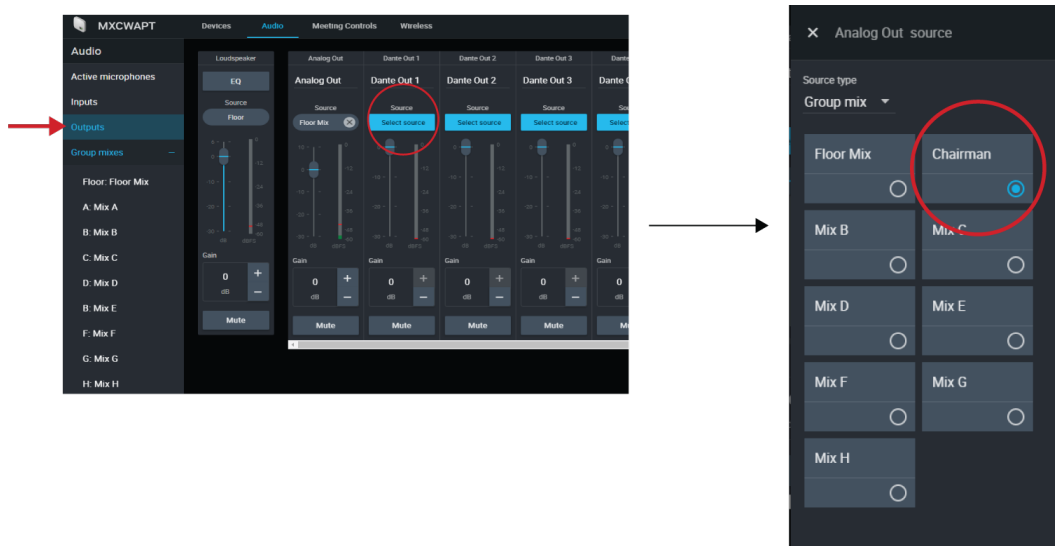 MXCWAPT
Devices
Audio
Meeting Controls
Wireless
Audio
Active microphones
Inputs
Outputs
Group mixes
Floor: Floor Mix
A: Mix A
B: Mix B
C: Mix C
D: Mix D
B: Mix E
F: Mix F
G: Mix G
H: Mix H
Loudspeaker
EQ
Source
Floor
Gain
0
dB
Mute
Analog Out
Analog Out
Source
Floor Mix
Gain
0
dB
Mute
Dante Out 1
Dante Out 1
Source
Select source
Gain
0
dB
Mute
Dante Out 2
Dante Out 2
Source
Select source
Gain
0
dB
Mute
Dante Out 3
Dante Out 3
Source
Select source
Gain
0
dB
Mute
Gain
0
dB
Analog Out source
Source type
Group mix
Floor Mix
Chairman
Mix B
Mix C
Mix D
Mix E
Mix F
Mix G
Mix H